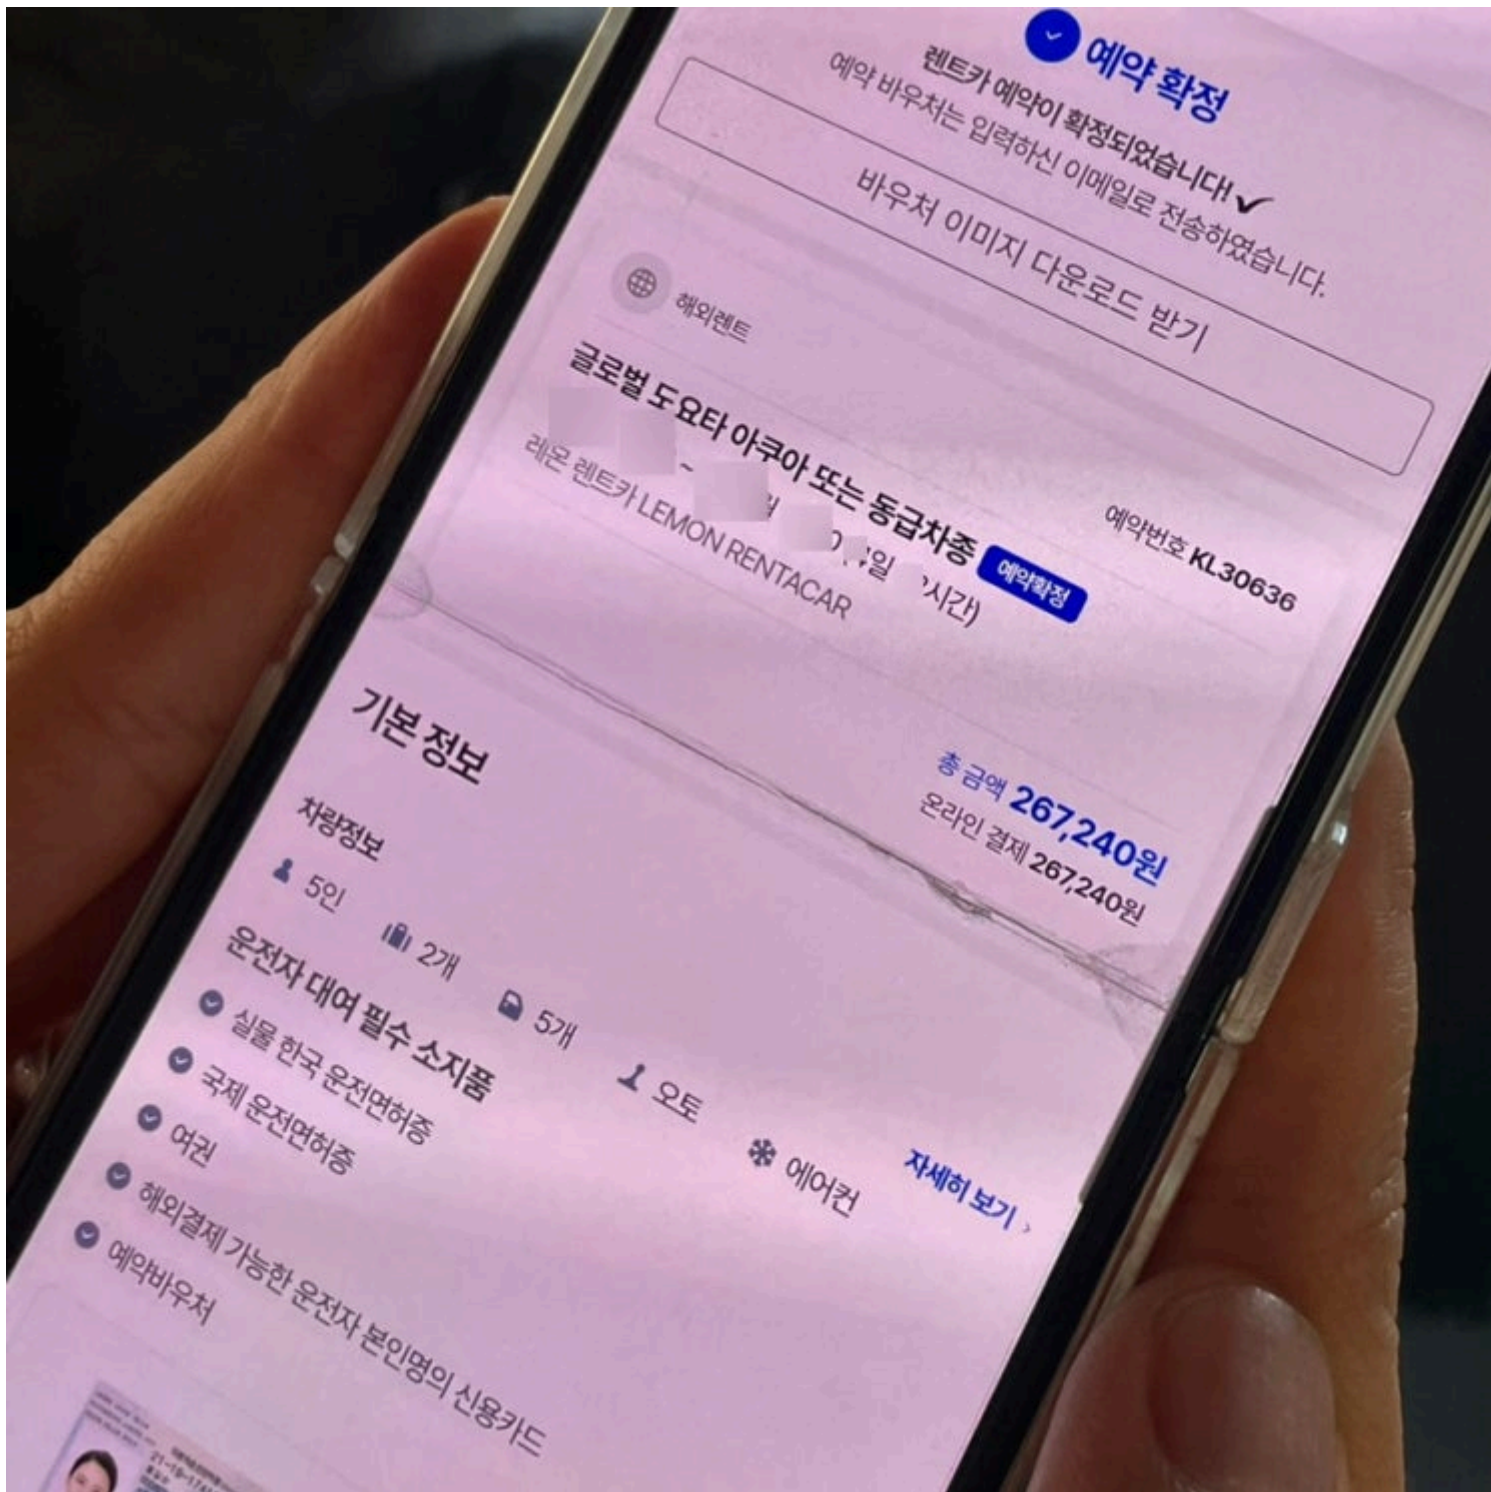 예약 확정
렌트카 예약이 확정되었습니다! ✔
예약 바우처는 입력하신 이메일로 전송하였습니다.
바우처 이미지 다운로드 받기
해외렌트
예약번호 KL30636
글로벌 도요타 아쿠아 또는 동급차종 예약확정
~ 일 시간)
레몬 렌트카 LEMON RENTACAR
총 금액 267,240원
온라인 결제 267,240원
기본 정보
차량정보
자세히 보기 >
5인 2개 5개 오토 에어컨
운전자 대여 필수 소지품
실물 한국 운전면허증
국제 운전면허증
여권
해외결제 가능한 운전자 본인명의 신용카드
예약바우처